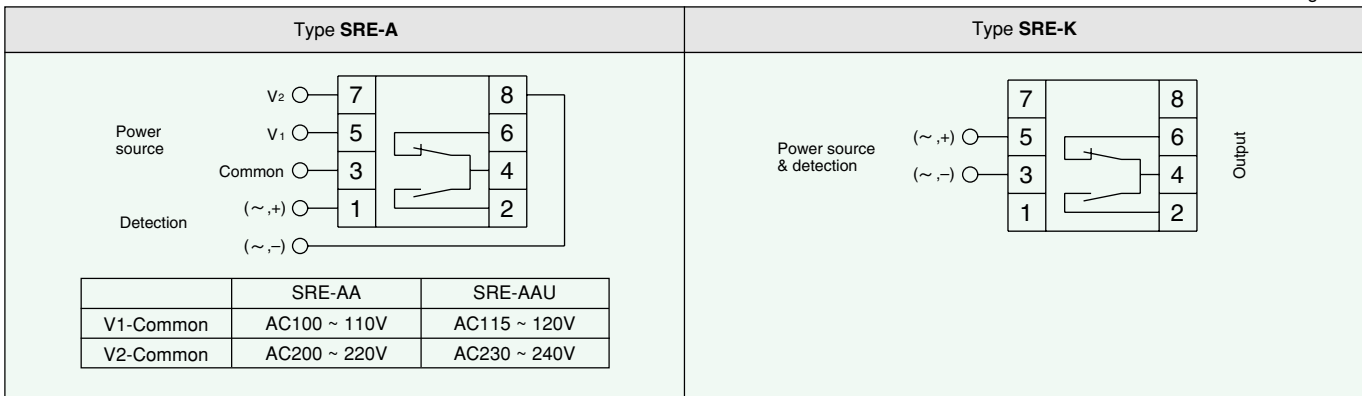 Type SRE-A
Type SRE-K
V2 7 8
Power
source
V1 5 6
Common 3 4
Detection
(~,+) 1 2
(~,–)
SRE-AA SRE-AAU
V1-Common AC100 ~ 110V AC115 ~ 120V
V2-Common AC200 ~ 220V AC230 ~ 240V
7 8
Power source
& detection
(~,+) 5 6
(~,–) 3 4
1 2
Output